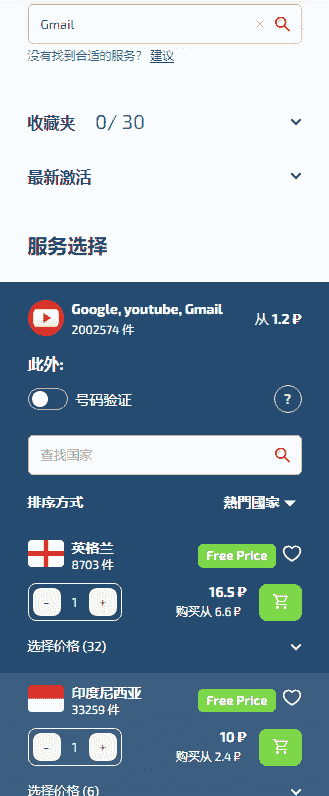 Gmail
没有找到合适的服务? 建议
收藏夹 0/ 30
最新激活
服务选择
Google, youtube, Gmail
2002574 件
从 1.2 ₽
此外:
号码验证
?
查找国家
排序方式
熱門國家
英格兰
8703 件
Free Price
- 1 +
16.5 ₽
购买从 6.6 ₽
选择价格 (32)
印度尼西亚
33259 件
Free Price
- 1 +
10 ₽
购买从 2.4 ₽
选择价格 (6)